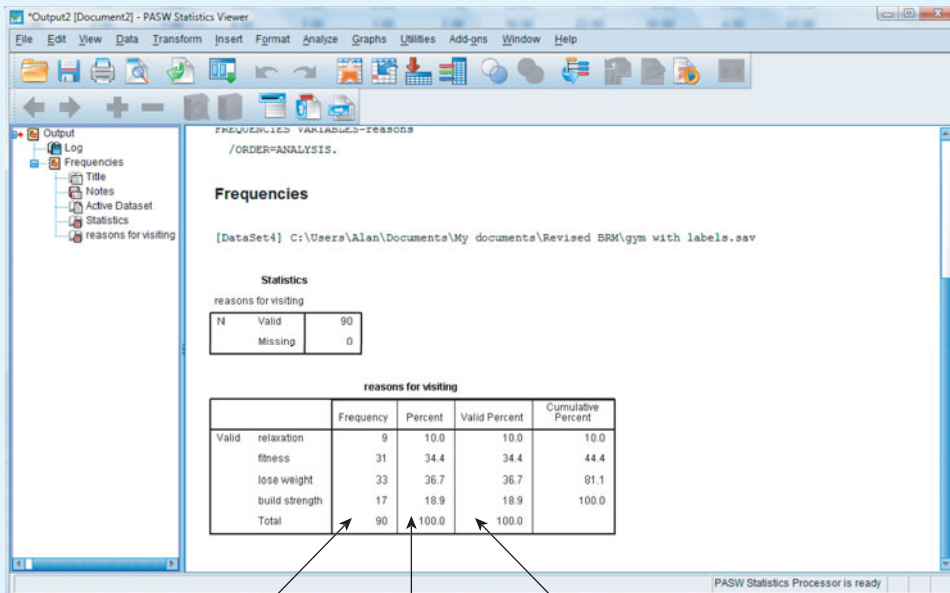 *Output2 [Document2] - PASW Statistics Viewer
File Edit View Data Transform Insert Format Analyze Graphs Utilities Add-ons Window Help
Output
Log
Frequencies
Title
Notes
Active Dataset
Statistics
reasons for visiting
FREQUENCIES VARIABLES=reasons
/ORDER=ANALYSIS.
Frequencies
[DataSet4] C:\Users\Alan\Documents\My documents\Revised BRM\gym with labels.sav
Statistics
reasons for visiting
N Valid 90
Missing 0
reasons for visiting
Frequency Percent Valid Percent Cumulative Percent
Valid relaxation 9 10.0 10.0 10.0
fitness 31 34.4 34.4 44.4
lose weight 33 36.7 36.7 81.1
build strength 17 18.9 18.9 100.0
Total 90 100.0 100.0
PASW Statistics Processor is ready